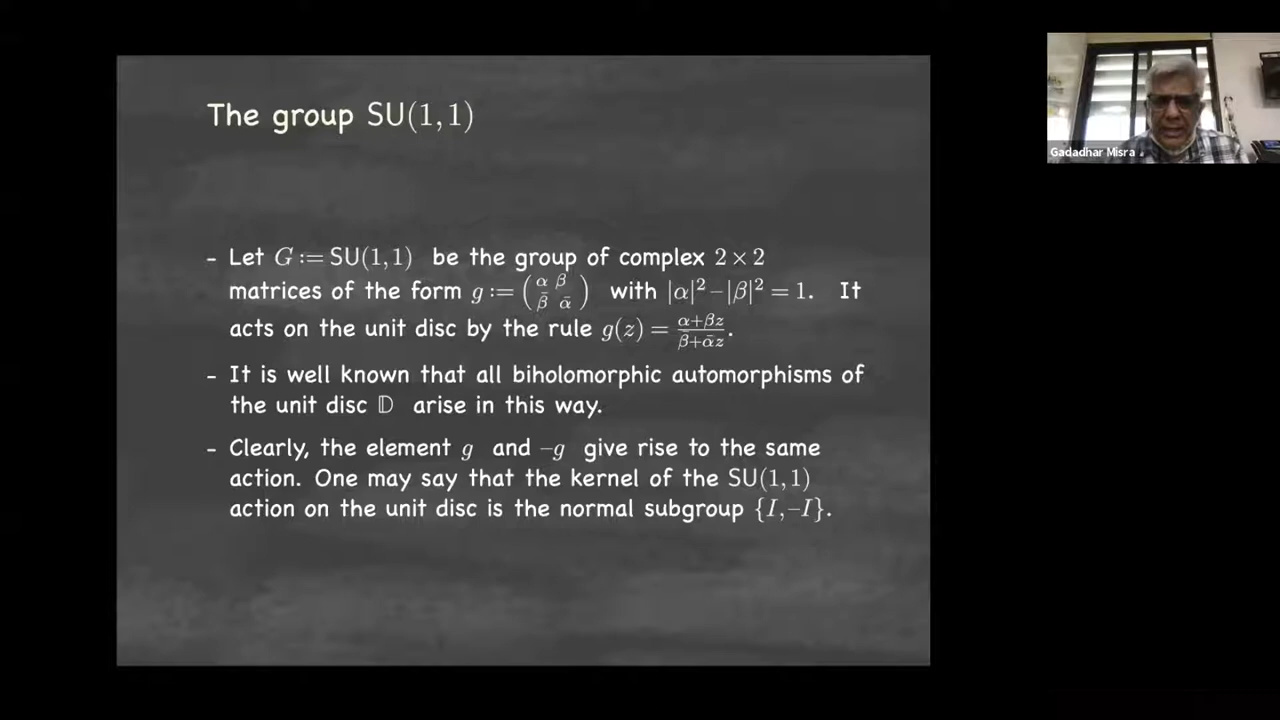 The group SU(1,1)
Gadadhar Misra
- Let G := SU(1,1) be the group of complex 2 × 2
matrices of the form g := ( α β ; β̄ ᾱ ) with |α|² − |β|² = 1. It
acts on the unit disc by the rule g(z) = (α+βz)/(β̄+ᾱz).
- It is well known that all biholomorphic automorphisms of
the unit disc 𝔻 arise in this way.
- Clearly, the element g and −g give rise to the same
action. One may say that the kernel of the SU(1,1)
action on the unit disc is the normal subgroup {I,−I}.